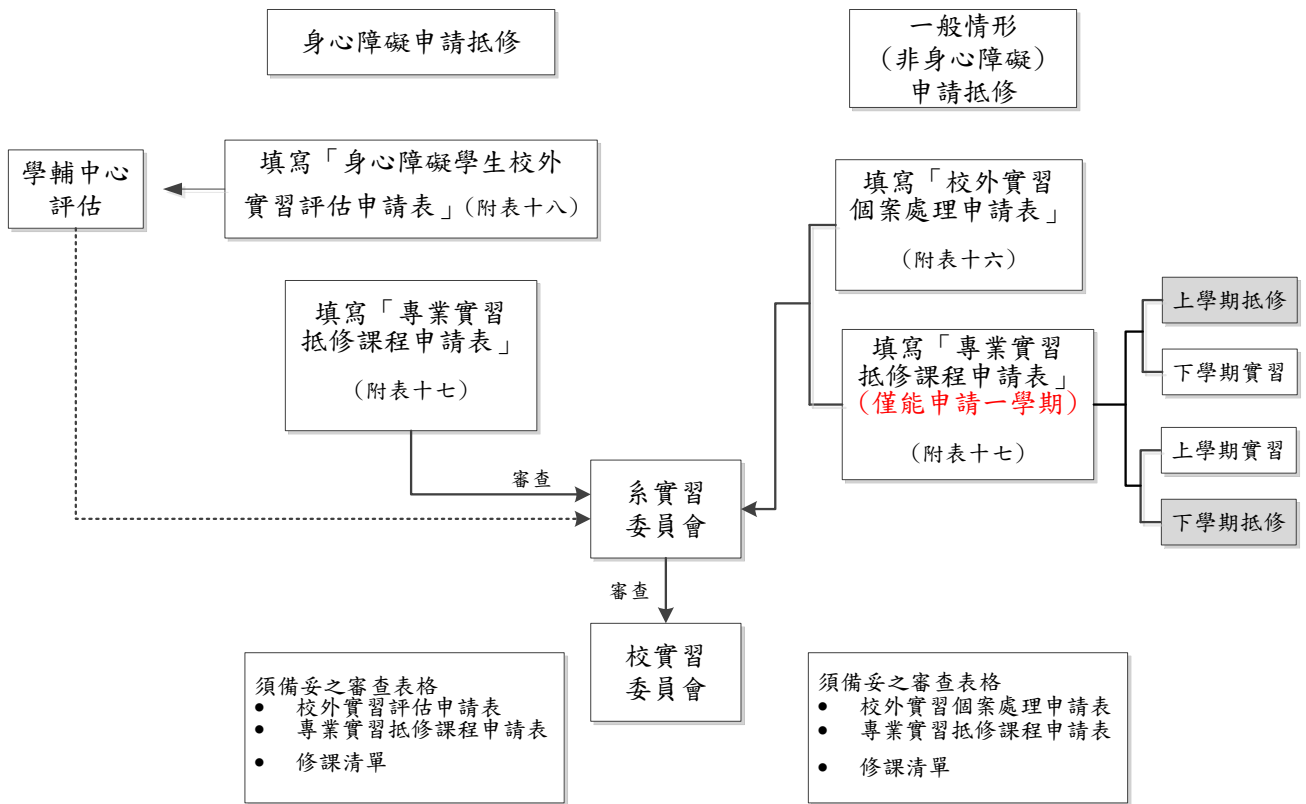 身心障礙申請抵修
一般情形
（非身心障礙）
申請抵修
學輔中心
評估
填寫「身心障礙學生校外
實習評估申請表」（附表十八）
填寫「校外實習
個案處理申請表」
（附表十六）
填寫「專業實習
抵修課程申請表」
（附表十七）
填寫「專業實習
抵修課程申請表」
（僅能申請一學期）
（附表十七）
上學期抵修
下學期實習
上學期實習
下學期抵修
審查
系實習
委員會
審查
校實習
委員會
須備妥之審查表格
• 校外實習評估申請表
• 專業實習抵修課程申請表
• 修課清單
須備妥之審查表格
• 校外實習個案處理申請表
• 專業實習抵修課程申請表
• 修課清單